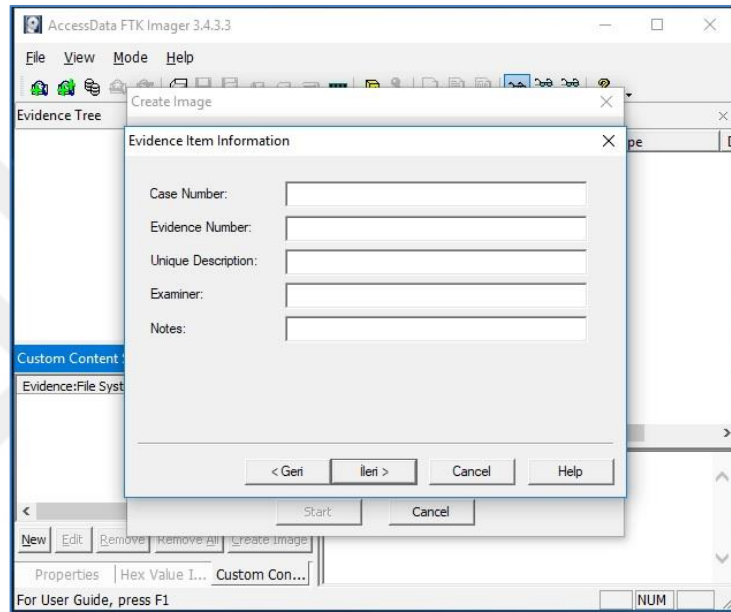 AccessData FTK Imager 3.4.3.3
File View Mode Help
Create Image
Evidence Tree
Evidence Item Information
pe
Case Number:
Evidence Number:
Unique Description:
Examiner:
Notes:
Custom Content S
Evidence:File Syst
< Geri İleri > Cancel Help
Start Cancel
New Edit Remove Remove All Create Image
Properties Hex Value I... Custom Con...
For User Guide, press F1 NUM